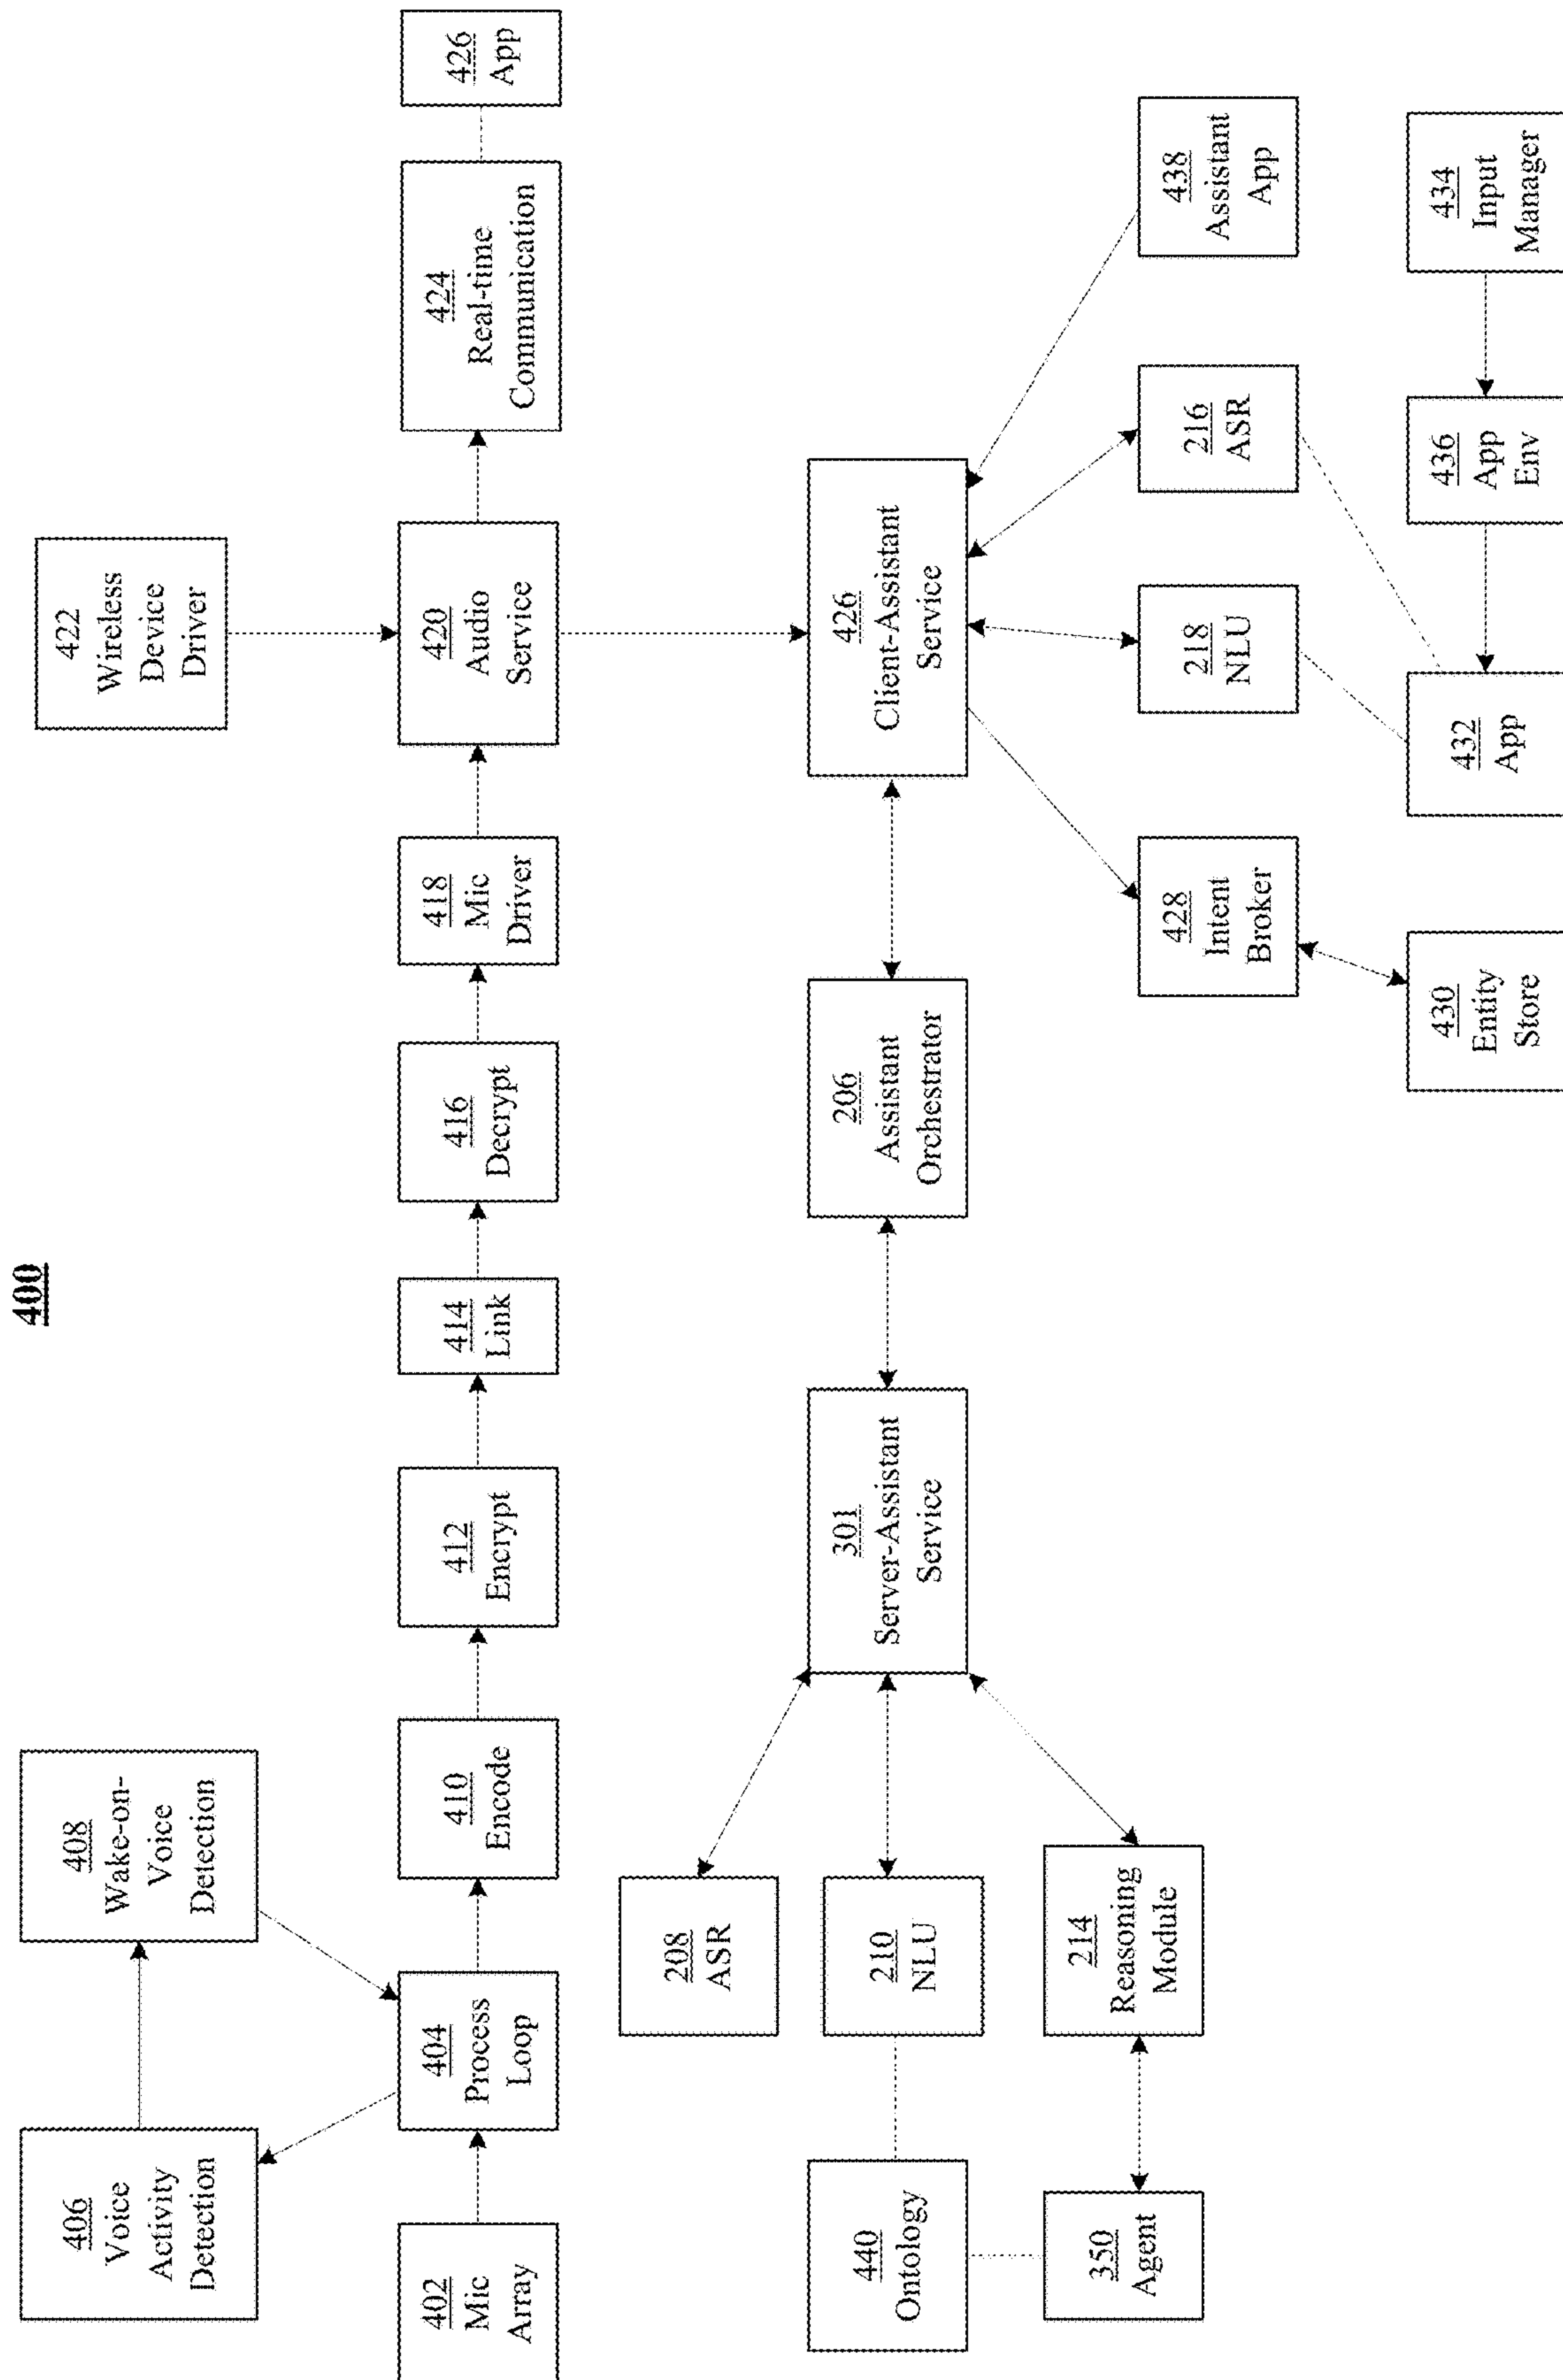 400
406
Voice
Activity
Detection
408
Wake-on-
Voice
Detection
422
Wireless
Device
Driver
402
Mic
Array
404
Process
Loop
410
Encode
412
Encrypt
414
Link
416
Decrypt
418
Mic
Driver
420
Audio
Service
424
Real-time
Communication
426
App
208
ASR
440
Ontology
210
NLU
301
Server-Assistant
Service
206
Assistant
Orchestrator
426
Client-Assistant
Service
350
Agent
214
Reasoning
Module
428
Intent
Broker
218
NLU
216
ASR
438
Assistant
App
430
Entity
Store
432
App
436
App
Env
434
Input
Manager